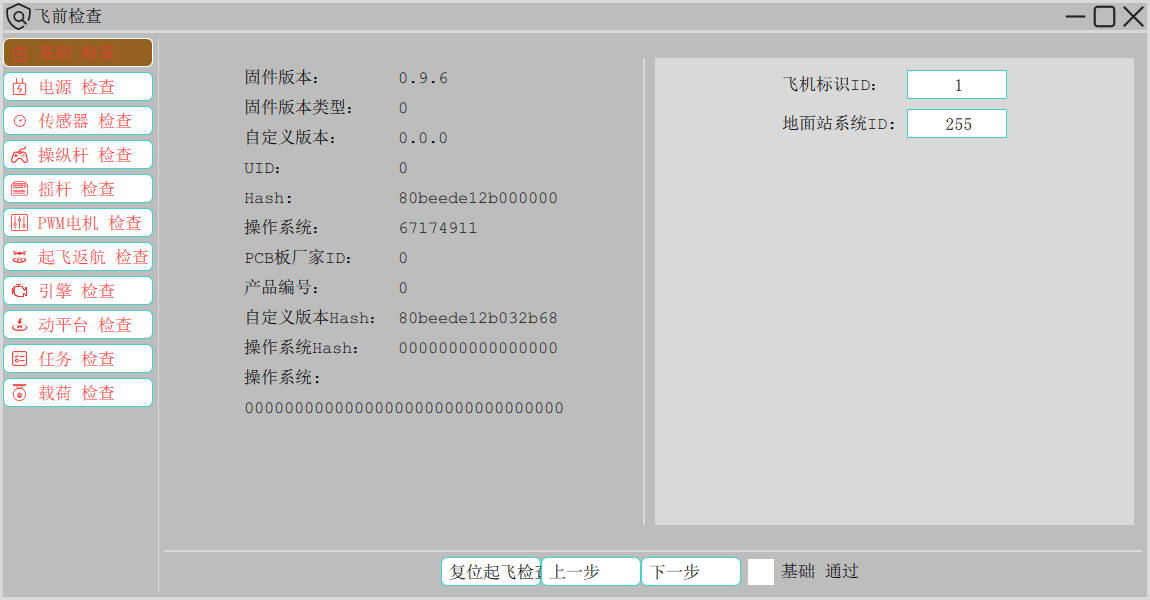 飞前检查
基础 检查
电源 检查
传感器 检查
操纵杆 检查
摇杆 检查
PWM电机 检查
起飞返航 检查
引擎 检查
动平台 检查
任务 检查
载荷 检查
固件版本: 0.9.6
固件版本类型: 0
自定义版本: 0.0.0
UID: 0
Hash: 80beede12b000000
操作系统: 67174911
PCB板厂家ID: 0
产品编号: 0
自定义版本Hash: 80beede12b032b68
操作系统Hash: 0000000000000000
操作系统:
00000000000000000000000000000000
飞机标识ID: 1
地面站系统ID: 255
复位起飞检查 上一步 下一步 基础 通过